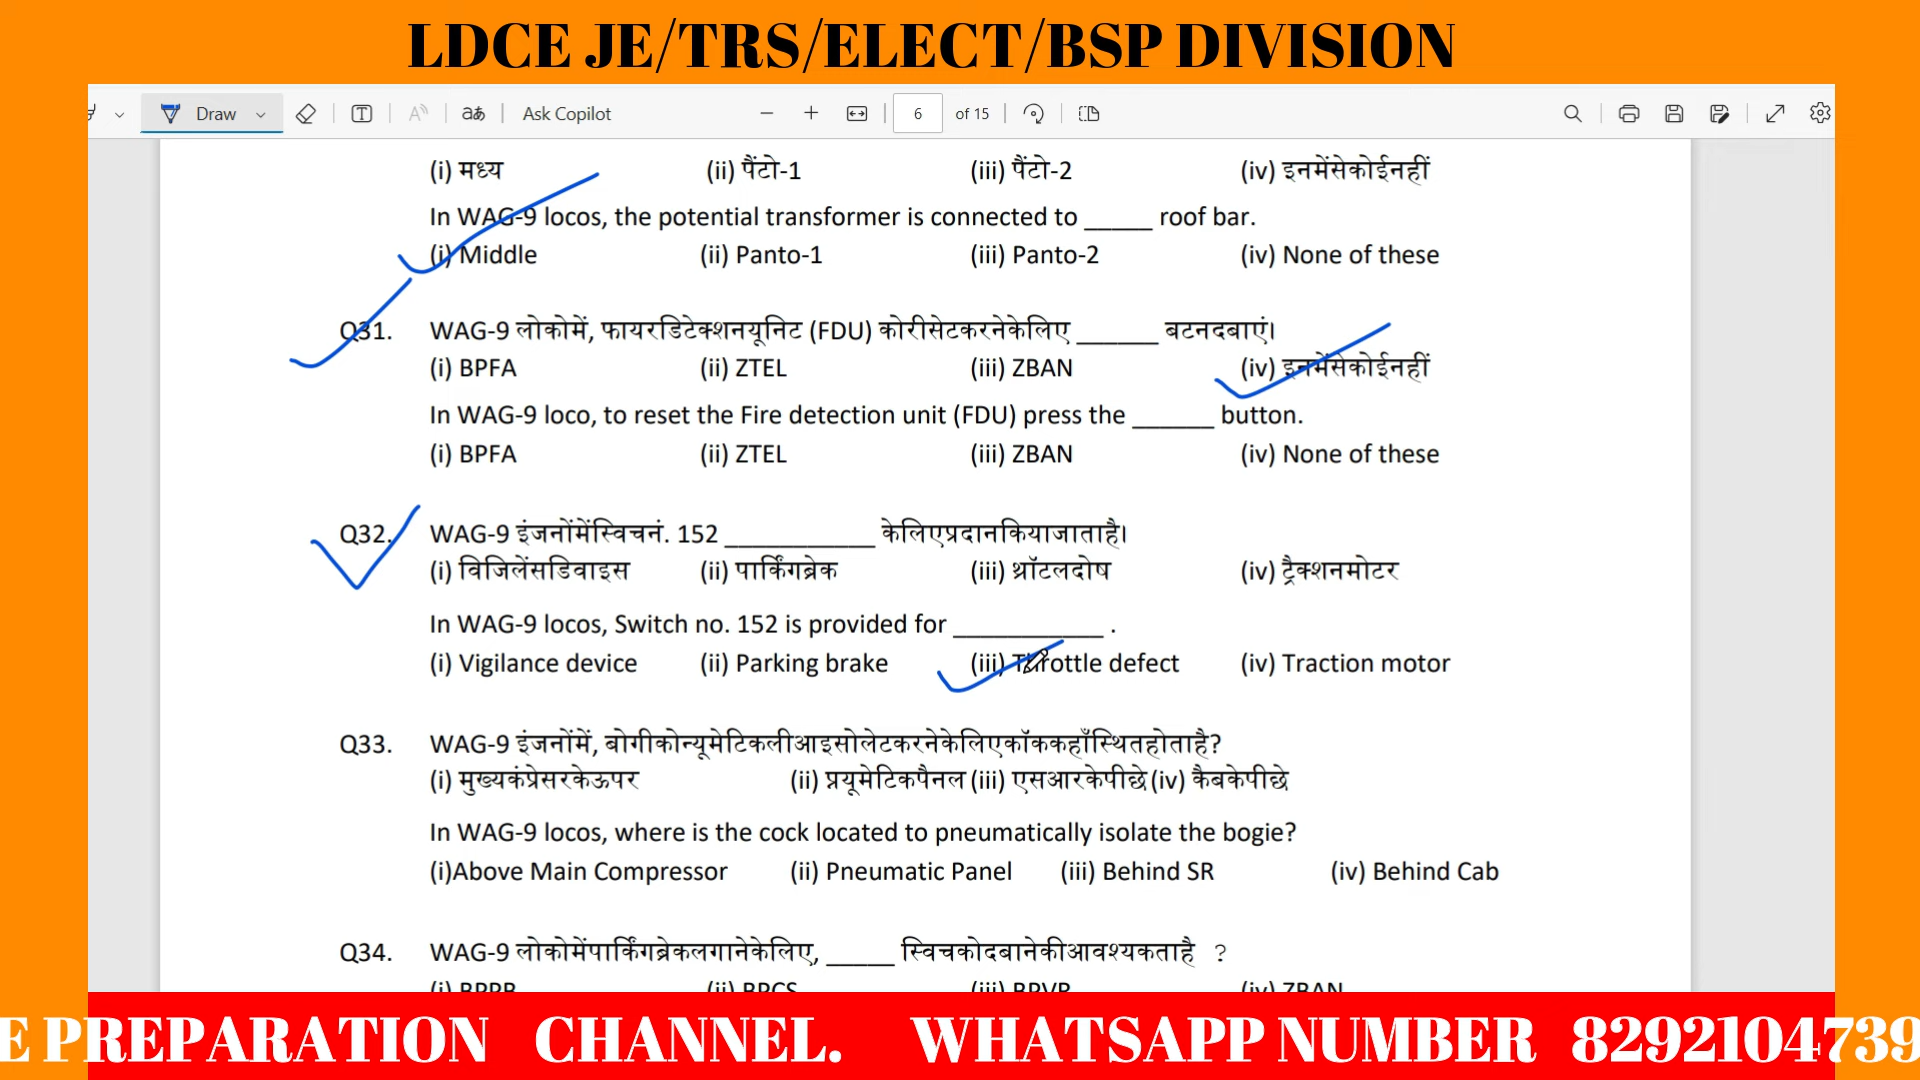 LDCE JE/TRS/ELECT/BSP DIVISION
Draw Ask Copilot 6 of 15
(i) मध्य (ii) पैंटो-1 (iii) पैंटो-2 (iv) इनमेंसेकोईनहीं
In WAG-9 locos, the potential transformer is connected to _____ roof bar.
(i) Middle (ii) Panto-1 (iii) Panto-2 (iv) None of these
Q31. WAG-9 लोकोमें, फायरडिटेक्शनयूनिट (FDU) कोरीसेटकरनेकेलिए ______ बटनदबाएं।
(i) BPFA (ii) ZTEL (iii) ZBAN (iv) इनमेंसेकोईनहीं
In WAG-9 loco, to reset the Fire detection unit (FDU) press the ______ button.
(i) BPFA (ii) ZTEL (iii) ZBAN (iv) None of these
Q32. WAG-9 इंजनोंमेंस्विचनं. 152 ___________ केलिएप्रदानकियाजाताहै।
(i) विजिलेंसडिवाइस (ii) पार्किंगब्रेक (iii) थ्रॉटलदोष (iv) ट्रैक्शनमोटर
In WAG-9 locos, Switch no. 152 is provided for ___________ .
(i) Vigilance device (ii) Parking brake (iii) Throttle defect (iv) Traction motor
Q33. WAG-9 इंजनोंमें, बोगीकोन्यूमेटिकलीआइसोलेटकरनेकेलिएकॉककहाँस्थितहोताहै?
(i) मुख्यकंप्रेसरकेऊपर (ii) प्न्यूमेटिकपैनल (iii) एसआरकेपीछे (iv) कैबकेपीछे
In WAG-9 locos, where is the cock located to pneumatically isolate the bogie?
(i)Above Main Compressor (ii) Pneumatic Panel (iii) Behind SR (iv) Behind Cab
Q34. WAG-9 लोकोमेंपार्किंगब्रेकलगानेकेलिए, _____ स्विचकोदबानेकीआवश्यकताहै ?
(i) BPPB (ii) BPCS (iii) BPVR (iv) ZBAN
E PREPARATION CHANNEL. WHATSAPP NUMBER 8292104739